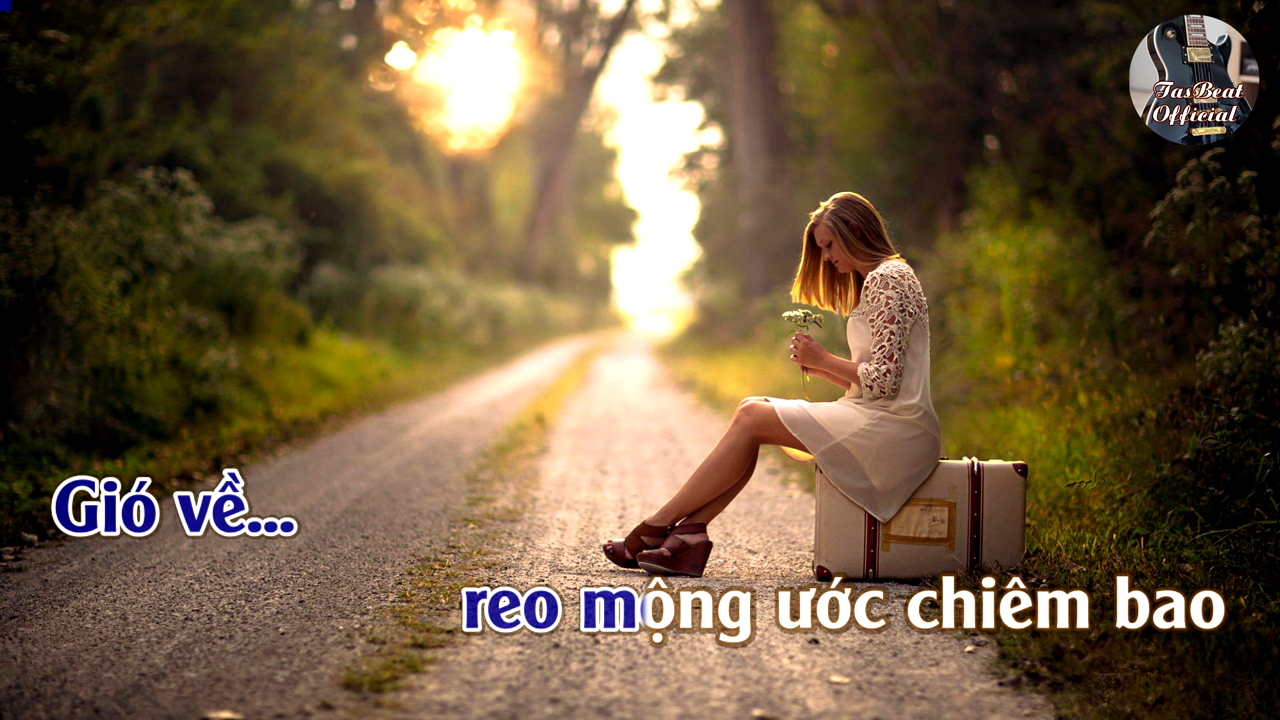 TasBeat
Official
Gió về...
reo mộng ước chiêm bao